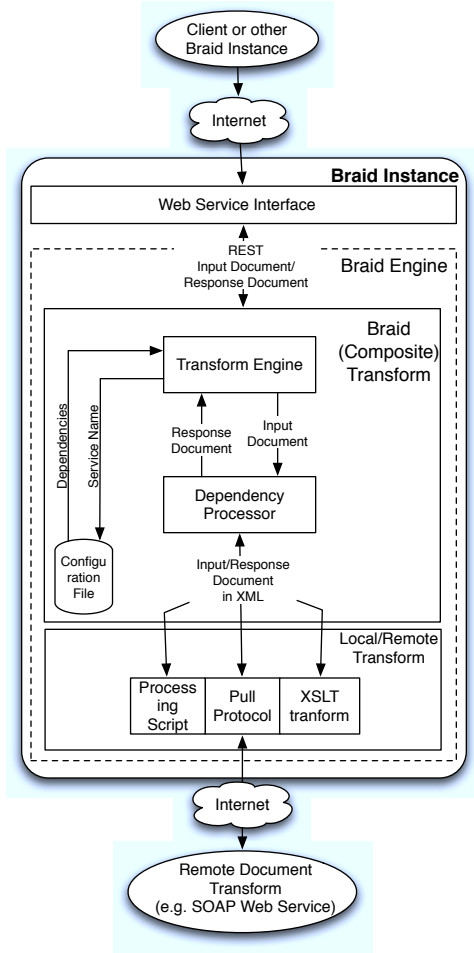 Client or other
Braid Instance
Internet
Braid Instance
Web Service Interface
REST
Input Document/
Response Document
Braid Engine
Braid
(Composite)
Transform
Transform Engine
Dependencies
Service Name
Response
Document
Input
Document
Dependency
Processor
Configu
ration
File
Input/Response
Document
in XML
Local/Remote
Transform
Process
ing
Script
Pull
Protocol
XSLT
tranform
Internet
Remote Document
Transform
(e.g. SOAP Web Service)